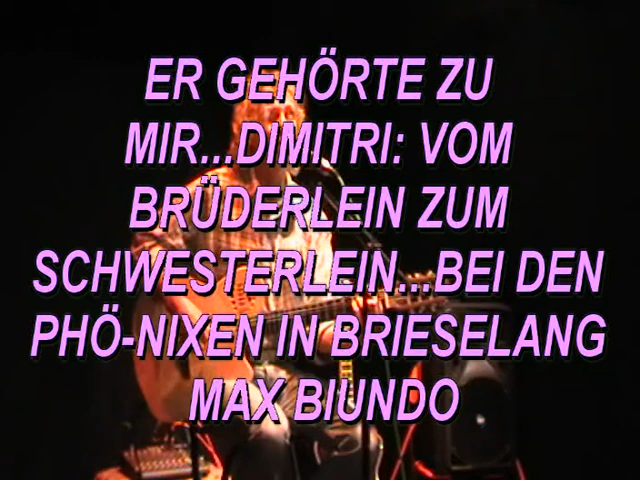 ER GEHÖRTE ZU
MIR...DIMITRI: VOM
BRÜDERLEIN ZUM
SCHWESTERLEIN...BEI DEN
PHÖ-NIXEN IN BRIESELANG
MAX BIUNDO